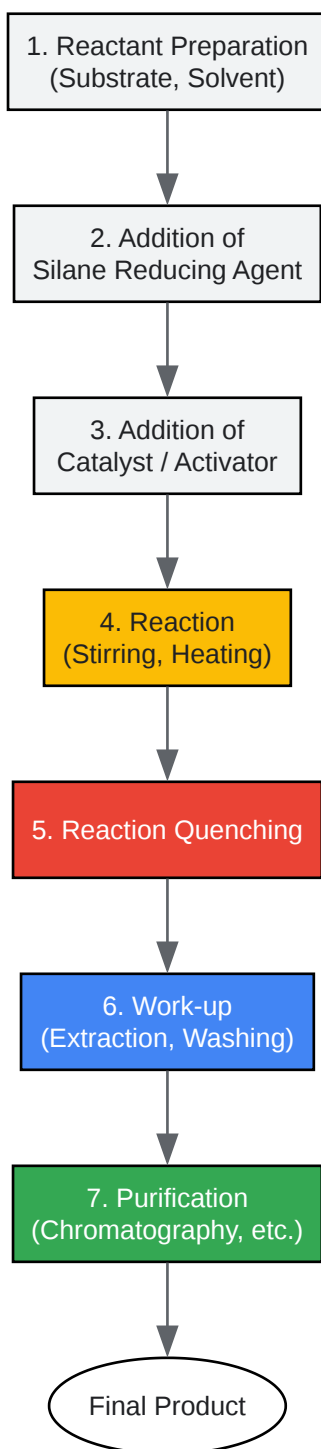 1. Reactant Preparation
(Substrate, Solvent)
2. Addition of
Silane Reducing Agent
3. Addition of
Catalyst / Activator
4. Reaction
(Stirring, Heating)
5. Reaction Quenching
6. Work-up
(Extraction, Washing)
7. Purification
(Chromatography, etc.)
Final Product